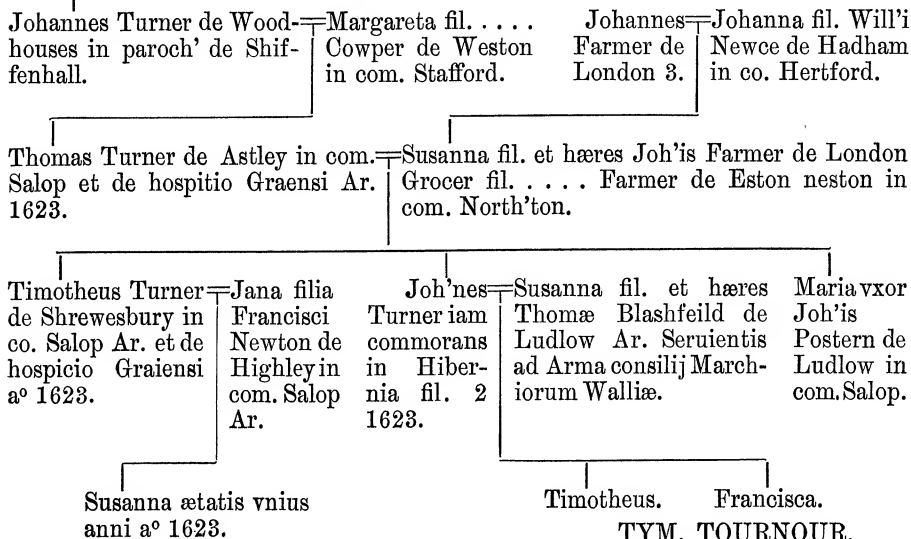 Johannes Turner de Wood-
houses in paroch' de Shif-
fenhall.
Margareta fil. . . . .
Cowper de Weston
in com. Stafford.
Johannes
Farmer de
London 3.
Johanna fil. Will'i
Newce de Hadham
in co. Hertford.
Thomas Turner de Astley in com.
Salop et de hospitio Graensi Ar.
1623.
Susanna fil. et hæres Joh'is Farmer de London
Grocer fil. . . . . . Farmer de Eston neston in
com. North'ton.
Timotheus Turner
de Shrewesbury in
co. Salop Ar. et de
hospicio Graiensi
aº 1623.
Jana filia
Francisci
Newton de
Highley in
com. Salop
Ar.
Joh'nes
Turner iam
commorans
in Hiber-
nia fil. 2
1623.
Susanna fil. et hæres
Thomæ Blashfeild de
Ludlow Ar. Seruientis
ad Arma consilij March-
iorum Walliæ.
Maria vxor
Joh'is
Postern de
Ludlow in
com. Salop.
Susanna ætatis vnius
anni aº 1623.
Timotheus.
Francisca.
TYM. TOURNOUR.